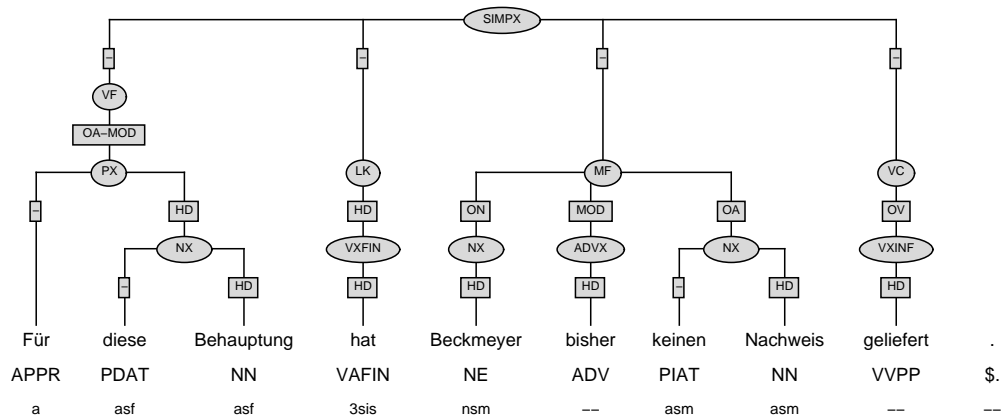 SIMPX
– – – –
VF
OA–MOD
PX LK MF VC
– HD HD ON MOD OA OV
NX VXFIN NX ADVX NX VXINF
– HD HD HD HD – HD HD
Für diese Behauptung hat Beckmeyer bisher keinen Nachweis geliefert .
APPR PDAT NN VAFIN NE ADV PIAT NN VVPP $.
a asf asf 3sis nsm –– asm asm –– ––